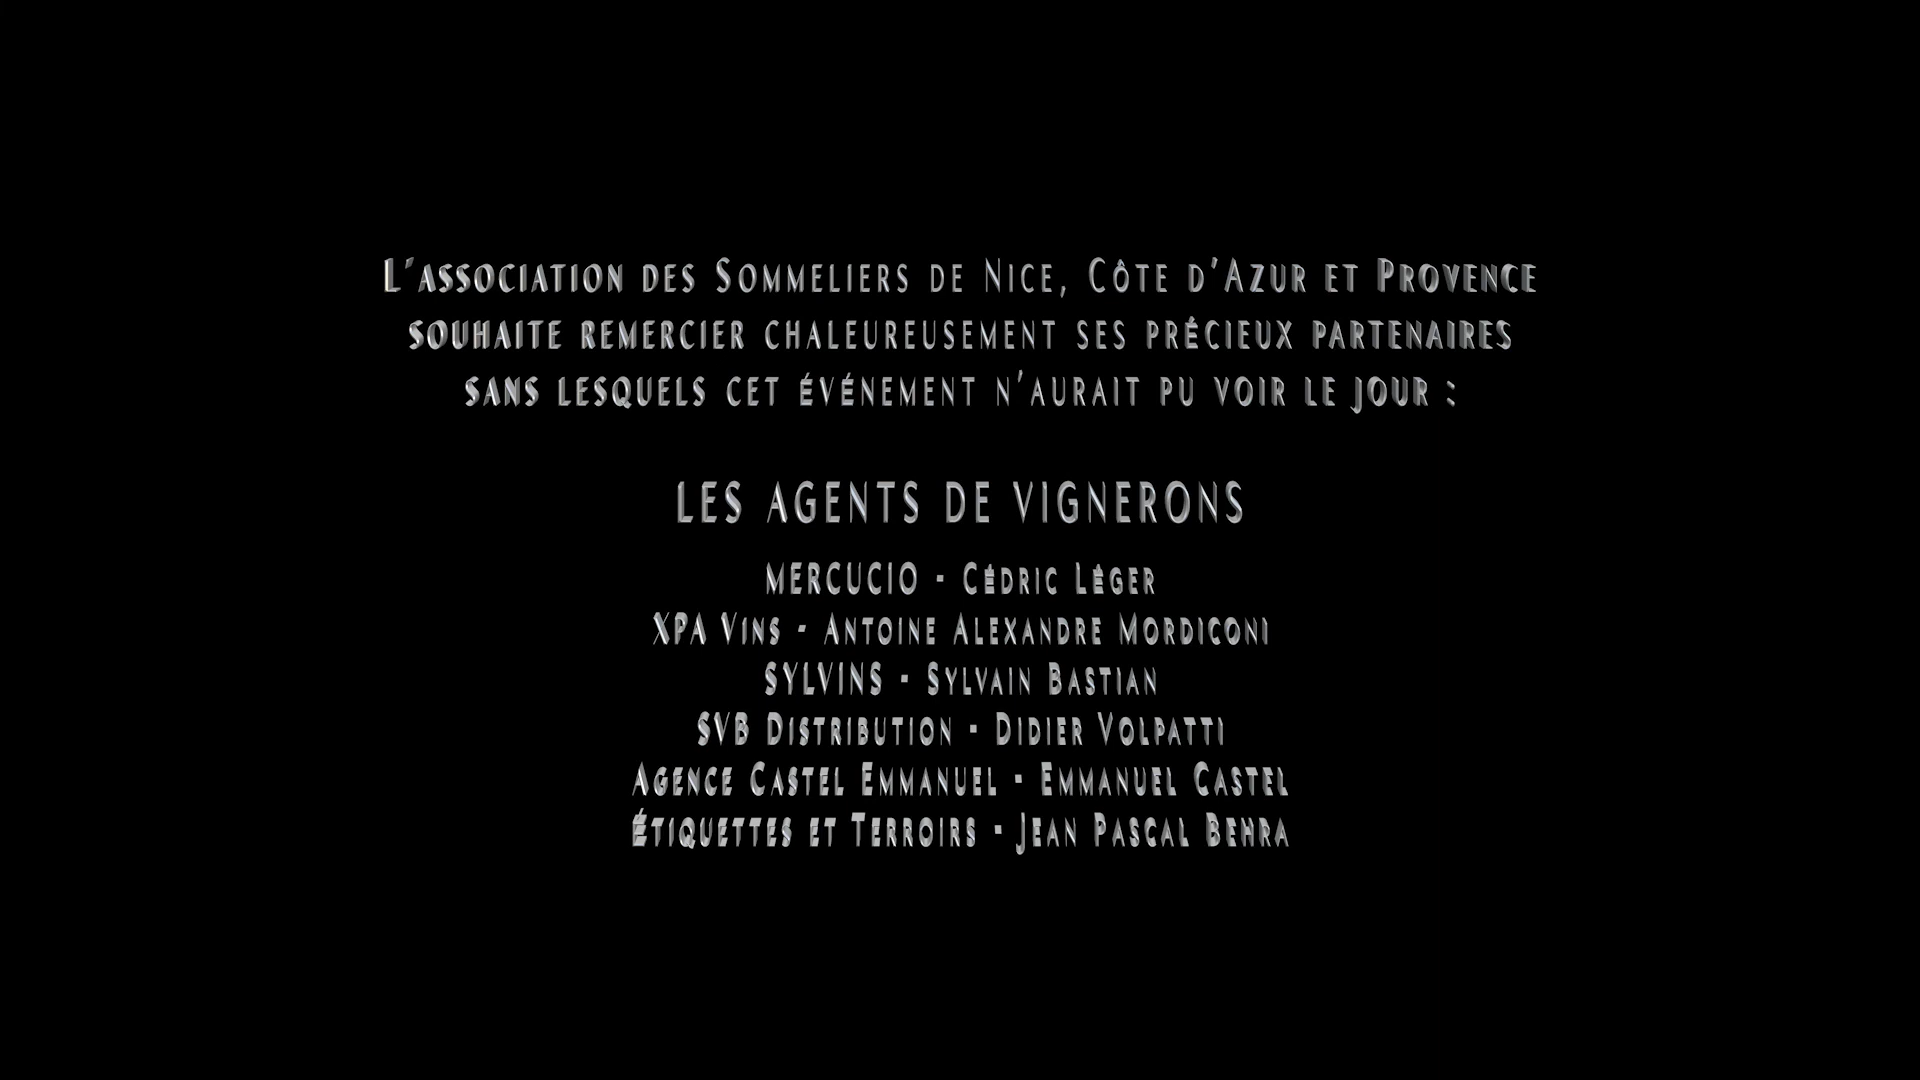 L'association des Sommeliers de Nice, Côte d'Azur et Provence
souhaite remercier chaleureusement ses précieux partenaires
sans lesquels cet événement n'aurait pu voir le jour :
LES AGENTS DE VIGNERONS
MERCUCIO - Cédric Léger
XPA Vins - Antoine Alexandre Mordiconi
SYLVINS - Sylvain Bastian
SVB Distribution - Didier Volpatti
Agence Castel Emmanuel - Emmanuel Castel
Étiquettes et Terroirs - Jean Pascal Behra